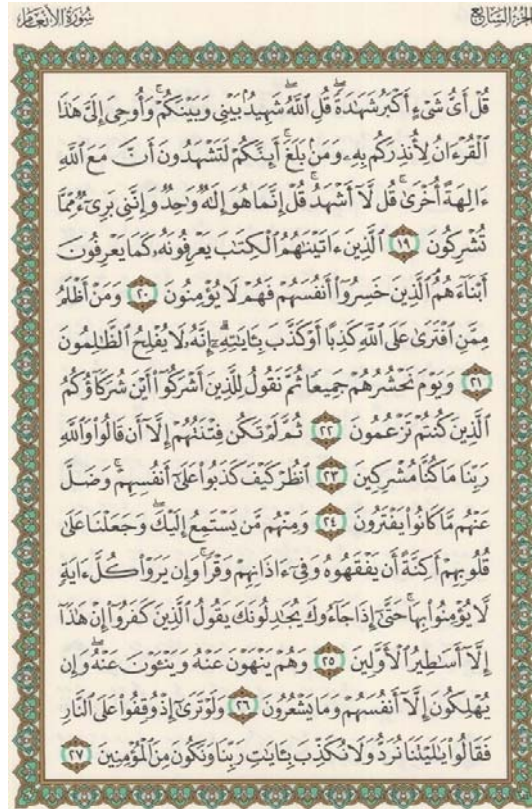 الجزء السابع
سورة الأنعام
قُلْ أَىُّ شَىْءٍ أَكْبَرُ شَهَٰدَةً ۖ قُلِ ٱللَّهُ ۖ شَهِيدٌۢ بَيْنِى وَبَيْنَكُمْ ۚ وَأُوحِىَ إِلَىَّ هَٰذَا
ٱلْقُرْءَانُ لِأُنذِرَكُم بِهِۦ وَمَنۢ بَلَغَ ۚ أَئِنَّكُمْ لَتَشْهَدُونَ أَنَّ مَعَ ٱللَّهِ
ءَالِهَةً أُخْرَىٰ ۚ قُل لَّآ أَشْهَدُ ۚ قُلْ إِنَّمَا هُوَ إِلَٰهٌ وَٰحِدٌ وَإِنَّنِى بَرِىٓءٌ مِّمَّا
تُشْرِكُونَ ١٩ ٱلَّذِينَ ءَاتَيْنَٰهُمُ ٱلْكِتَٰبَ يَعْرِفُونَهُۥ كَمَا يَعْرِفُونَ
أَبْنَآءَهُمُ ٱلَّذِينَ خَسِرُوٓا۟ أَنفُسَهُمْ فَهُمْ لَا يُؤْمِنُونَ ٢٠ وَمَنْ أَظْلَمُ
مِمَّنِ ٱفْتَرَىٰ عَلَى ٱللَّهِ كَذِبًا أَوْ كَذَّبَ بِـَٔايَٰتِهِۦٓ ۗ إِنَّهُۥ لَا يُفْلِحُ ٱلظَّٰلِمُونَ
٢١ وَيَوْمَ نَحْشُرُهُمْ جَمِيعًا ثُمَّ نَقُولُ لِلَّذِينَ أَشْرَكُوٓا۟ أَيْنَ شُرَكَآؤُكُمُ
ٱلَّذِينَ كُنتُمْ تَزْعُمُونَ ٢٢ ثُمَّ لَمْ تَكُن فِتْنَتُهُمْ إِلَّآ أَن قَالُوا۟ وَٱللَّهِ
رَبِّنَا مَا كُنَّا مُشْرِكِينَ ٢٣ ٱنظُرْ كَيْفَ كَذَبُوا۟ عَلَىٰٓ أَنفُسِهِمْ ۚ وَضَلَّ
عَنْهُم مَّا كَانُوا۟ يَفْتَرُونَ ٢٤ وَمِنْهُم مَّن يَسْتَمِعُ إِلَيْكَ ۖ وَجَعَلْنَا عَلَىٰ
قُلُوبِهِمْ أَكِنَّةً أَن يَفْقَهُوهُ وَفِىٓ ءَاذَانِهِمْ وَقْرًا ۚ وَإِن يَرَوْا۟ كُلَّ ءَايَةٍ
لَّا يُؤْمِنُوا۟ بِهَا ۚ حَتَّىٰٓ إِذَا جَآءُوكَ يُجَٰدِلُونَكَ يَقُولُ ٱلَّذِينَ كَفَرُوٓا۟ إِنْ هَٰذَآ
إِلَّآ أَسَٰطِيرُ ٱلْأَوَّلِينَ ٢٥ وَهُمْ يَنْهَوْنَ عَنْهُ وَيَنْـَٔوْنَ عَنْهُ ۖ وَإِن
يُهْلِكُونَ إِلَّآ أَنفُسَهُمْ وَمَا يَشْعُرُونَ ٢٦ وَلَوْ تَرَىٰٓ إِذْ وُقِفُوا۟ عَلَى ٱلنَّارِ
فَقَالُوا۟ يَٰلَيْتَنَا نُرَدُّ وَلَا نُكَذِّبَ بِـَٔايَٰتِ رَبِّنَا وَنَكُونَ مِنَ ٱلْمُؤْمِنِينَ ٢٧